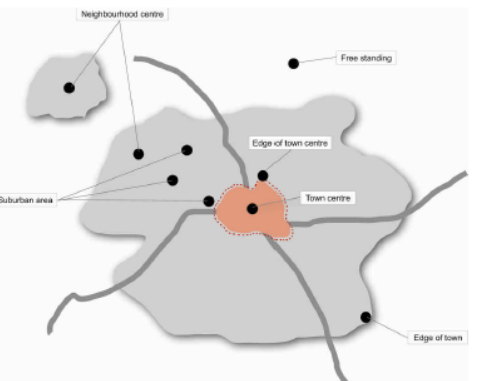 Neighbourhood centre
Free standing
Edge of town centre
Suburban area
Town centre
Edge of town